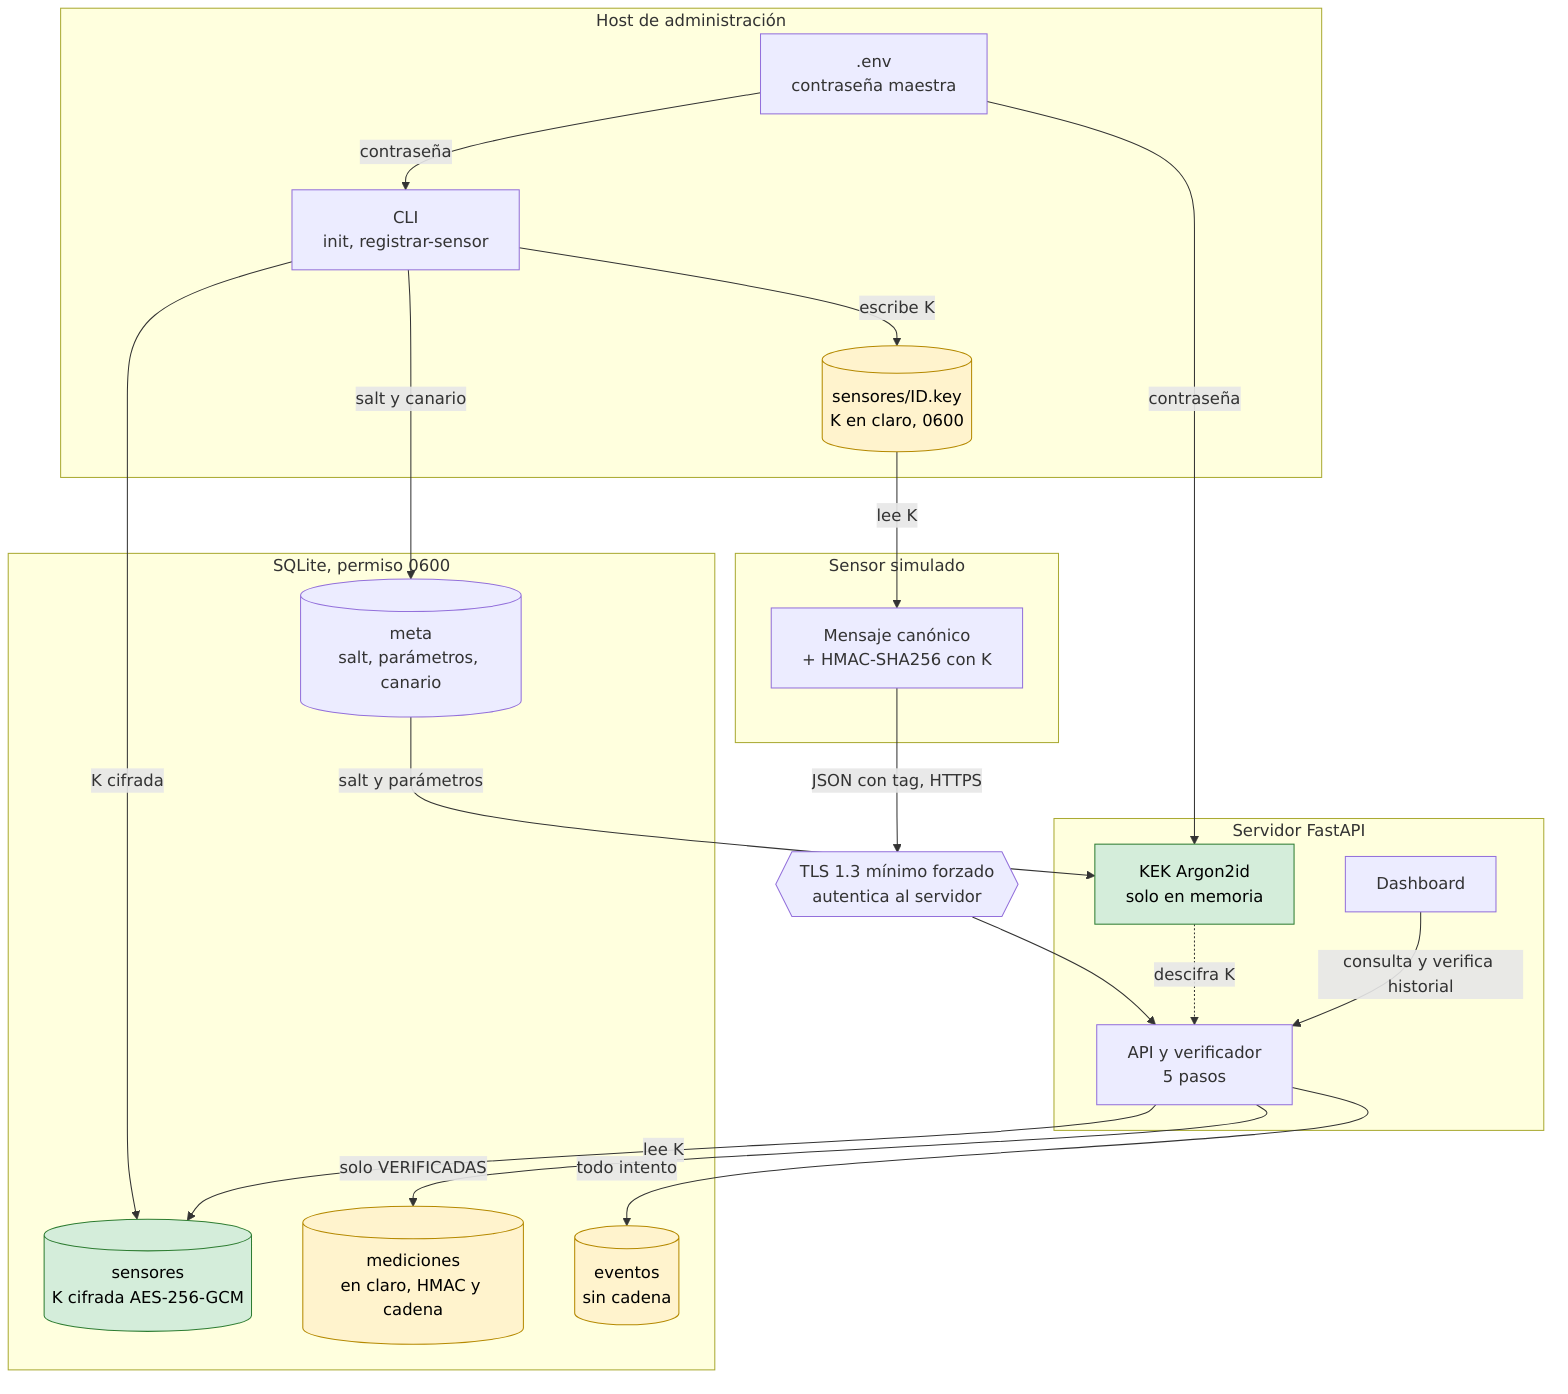 Host de administración
.env
contraseña maestra
contraseña
CLI
init, registrar-sensor
escribe K
sensores/ID.key
K en claro, 0600
salt y canario
contraseña
lee K
SQLite, permiso 0600
Sensor simulado
meta
salt, parámetros,
canario
Mensaje canónico
+ HMAC-SHA256 con K
K cifrada
salt y parámetros
JSON con tag, HTTPS
Servidor FastAPI
TLS 1.3 mínimo forzado
autentica al servidor
KEK Argon2id
solo en memoria
Dashboard
descifra K
consulta y verifica
historial
API y verificador
5 pasos
lee K
solo VERIFICADAS
todo intento
sensores
K cifrada AES-256-GCM
mediciones
en claro, HMAC y
cadena
eventos
sin cadena